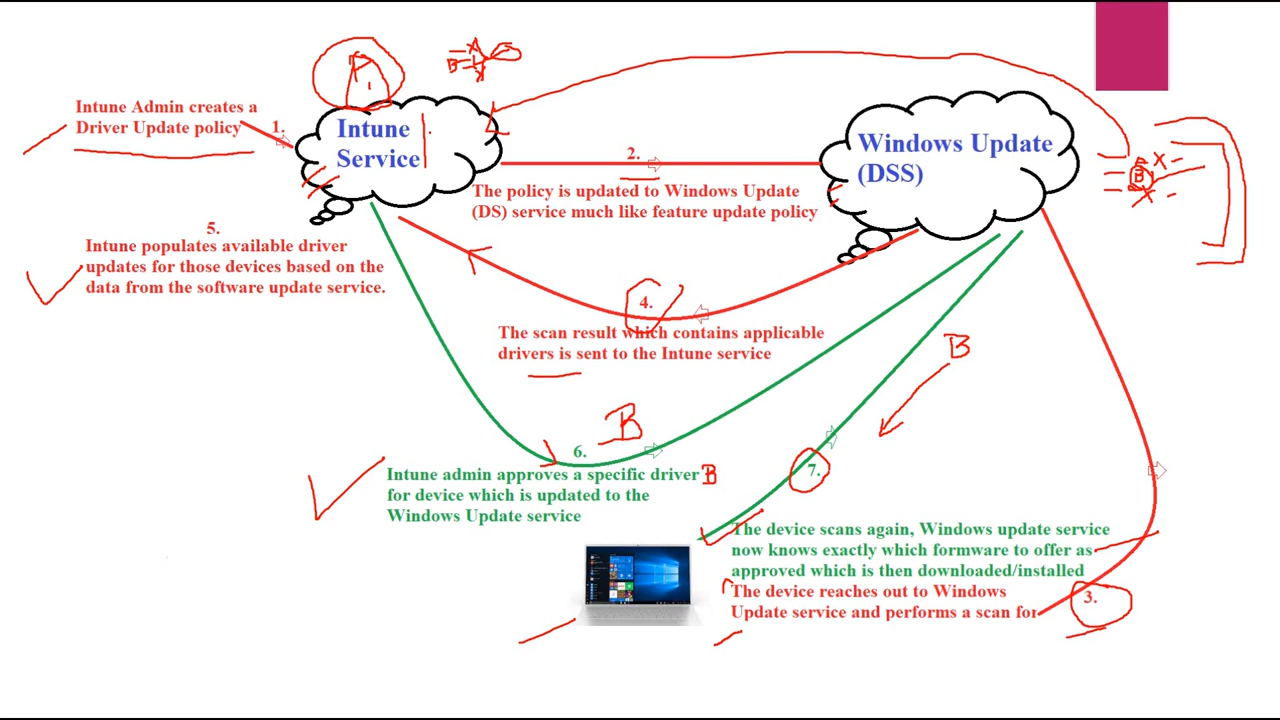 P1
A
B
Intune Admin creates a
Driver Update policy
1.
Intune
Service
2.
The policy is updated to Windows Update
(DS) service much like feature update policy
Windows Update
(DSS)
X
B
X
5.
Intune populates available driver
updates for those devices based on the
data from the software update service.
4.
The scan result which contains applicable
drivers is sent to the Intune service
B
B
6.
Intune admin approves a specific driver B
for device which is updated to the
Windows Update service
7.
The device scans again, Windows update service
now knows exactly which formware to offer as
approved which is then downloaded/installed
The device reaches out to Windows
Update service and performs a scan for
3.